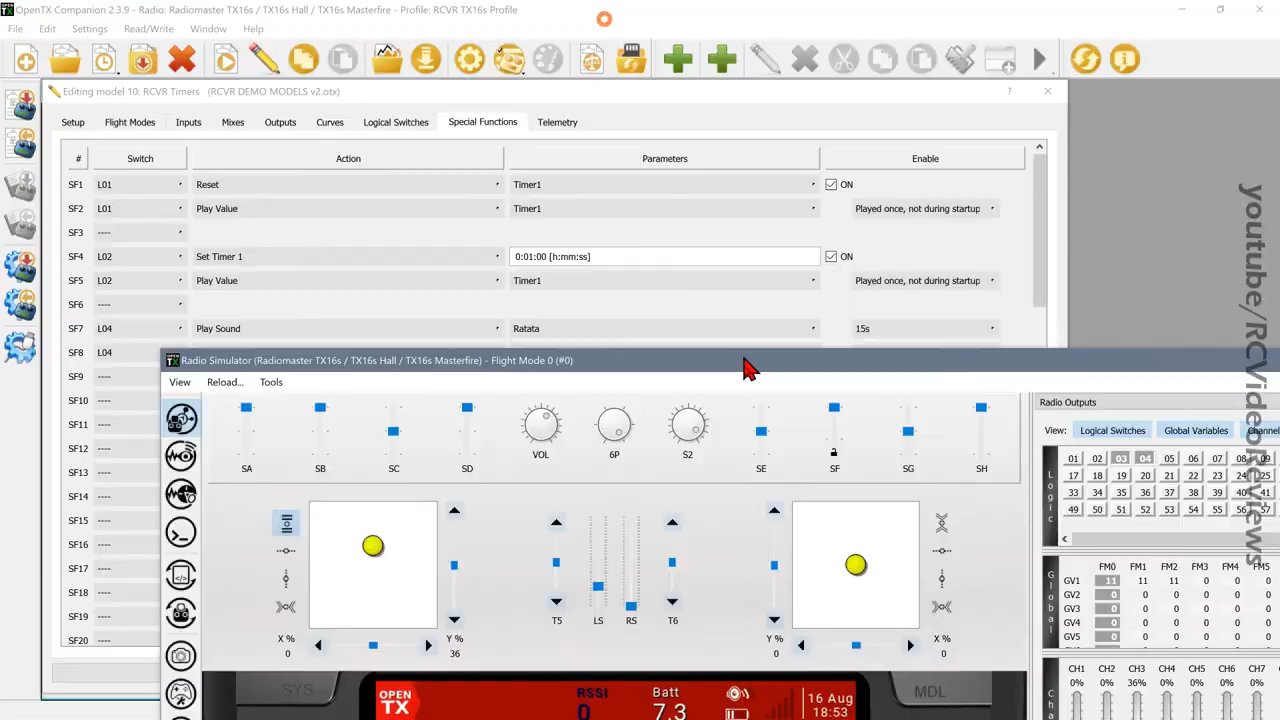 OpenTX Companion 2.3.9 - Radio: Radiomaster TX16s / TX16s Hall / TX16s Masterfire - Profile: RCVR TX16s Profile
File Edit Settings Read/Write Window Help
Editing model 10: RCVR Timers (RCVR DEMO MODELS v2.otx)
Setup Flight Modes Inputs Mixes Outputs Curves Logical Switches Special Functions Telemetry
# Switch Action Parameters Enable
SF1 L01 Reset Timer1 ON
SF2 L01 Play Value Timer1 Played once, not during startup
SF3 ----
SF4 L02 Set Timer 1 0:01:00 [h:mm:ss] ON
SF5 L02 Play Value Timer1 Played once, not during startup
SF6 ----
SF7 L04 Play Sound Ratata 15s
SF8 L04
SF9 ----
SF10 ----
SF11 ----
SF12 ----
SF13 ----
SF14 ----
SF15 ----
SF16 ----
SF17 ----
SF18 ----
SF19 ----
SF20 ----
youtube/RCVideoReviews
Radio Simulator (Radiomaster TX16s / TX16s Hall / TX16s Masterfire) - Flight Mode 0 (#0)
View Reload... Tools
SA SB SC SD VOL 6P S2 SE SF SG SH
T5 LS RS T6
X % Y % Y % X %
0 36 0 0
SYS MDL
OPEN TX
RSSI
0
Batt
7.3
16 Aug
18:53
Radio Outputs
View: Logical Switches Global Variables Channel
Logic
01 02 03 04 05 06 07 08 09
17 18 19 20 21 22 23 24 25
33 34 35 36 37 38 39 40 41
49 50 51 52 53 54 55 56
Global
FM0 FM1 FM2 FM3 FM4 FM5
GV1 11 11 11 0 0 0
GV2 0 0 0 0 0 0
GV3 0 0 0 0 0 0
GV4 0 0 0 0 0 0
GV5 0 0 0 0 0 0
Cha
CH1 CH2 CH3 CH4 CH5 CH6 CH7
0% 0% 36% 0% 0% 0% 0%